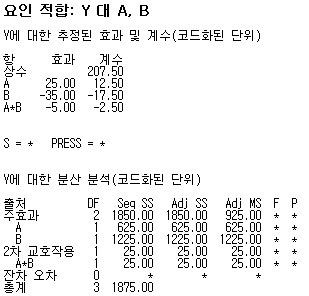 요인 적합: Y 대 A, B
Y에 대한 추정된 효과 및 계수(코드화된 단위)
항 효과 계수
상수 207.50
A 25.00 12.50
B -35.00 -17.50
A*B -5.00 -2.50
S = * PRESS = *
Y에 대한 분산 분석(코드화된 단위)
출처 DF Seq SS Adj SS Adj MS F P
주효과 2 1850.00 1850.00 925.00 * *
A 1 625.00 625.00 625.00 * *
B 1 1225.00 1225.00 1225.00 * *
2차 교호작용 1 25.00 25.00 25.00 * *
A*B 1 25.00 25.00 25.00 * *
잔차 오차 0 * * *
총계 3 1875.00